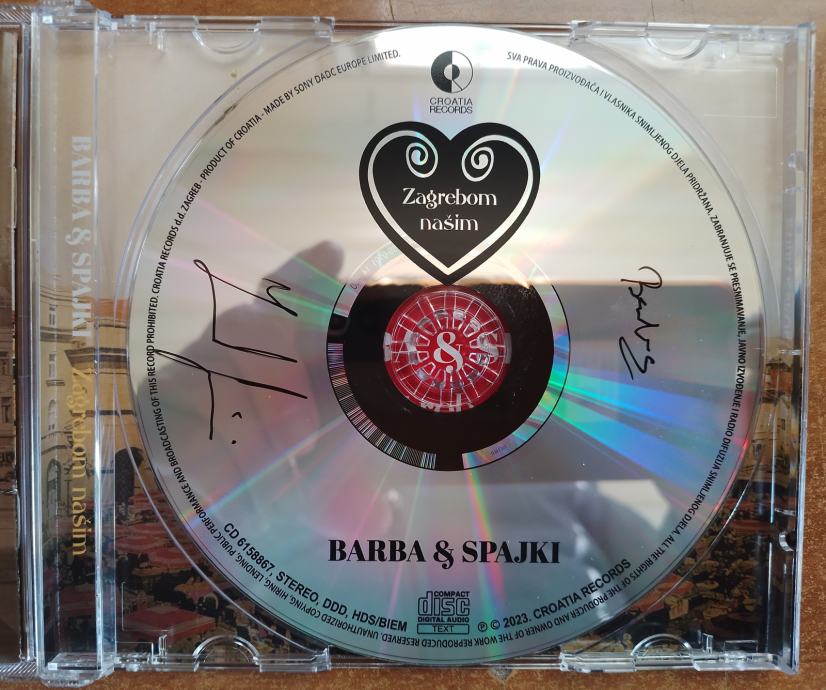 BARBA & SPAJKI Zagrebom našim
CROATIA
RECORDS
Zagrebom
našim
&
BARBA & SPAJKI
CD 6158867, STEREO, DDD, HDS/BIEM
COMPACT
disc
DIGITAL AUDIO
TEXT
℗ © 2023. CROATIA RECORDS
SVA PRAVA PROIZVOĐAČA I VLASNIKA SNIMLJENOG DJELA PRIDRŽANA. ZABRANJUJE SE PRESNIMAVANJE, JAVNO IZVOĐENJE I RADIO DIFUZIJA SNIMLJENOG DJELA. ALL THE RIGHTS OF THE PRODUCER AND OWNER OF THE WORK REPRODUCED RESERVED. UNAUTHORIZED COPYING, HIRING, LENDING, PUBLIC PERFORMANCE AND BROADCASTING OF THIS RECORD PROHIBITED. CROATIA RECORDS d.d. ZAGREB - PRODUCT OF CROATIA - MADE BY SONY DADC EUROPE LIMITED.